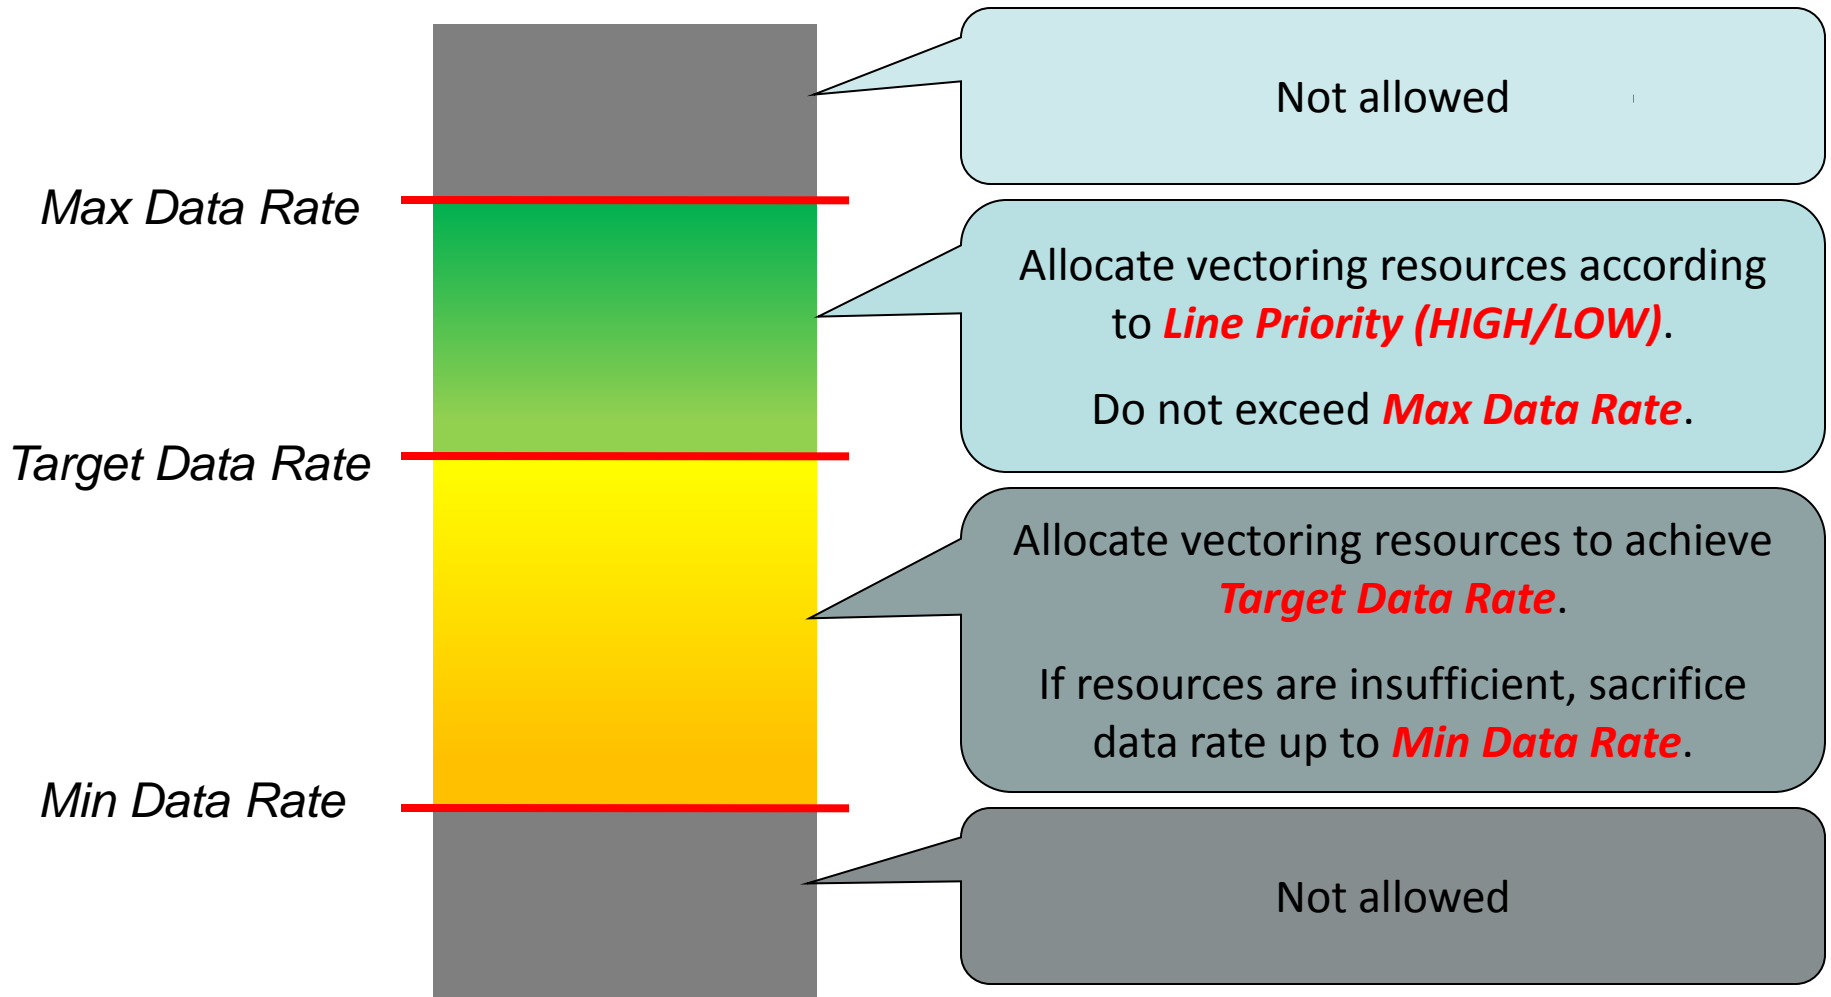 Not allowed
Max Data Rate
Allocate vectoring resources according
to Line Priority (HIGH/LOW).
Do not exceed Max Data Rate.
Target Data Rate
Allocate vectoring resources to achieve
Target Data Rate.
If resources are insufficient, sacrifice
data rate up to Min Data Rate.
Min Data Rate
Not allowed